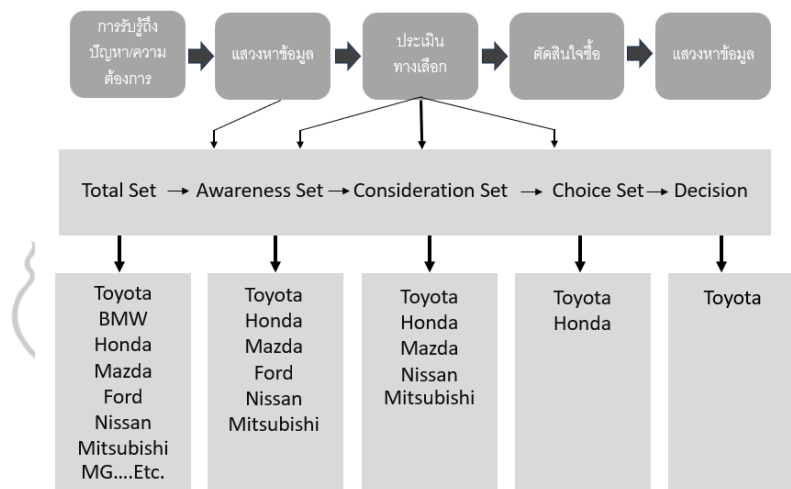 การรับรู้ถึง
ปัญหา/ความ
ต้องการ
แสวงหาข้อมูล
ประเมิน
ทางเลือก
ตัดสินใจซื้อ
แสวงหาข้อมูล
Total Set
Awareness Set
Consideration Set
Choice Set
Decision
Toyota
BMW
Honda
Mazda
Ford
Nissan
Mitsubishi
MG....Etc.
Toyota
Honda
Mazda
Ford
Nissan
Mitsubishi
Toyota
Honda
Mazda
Nissan
Mitsubishi
Toyota
Honda
Toyota